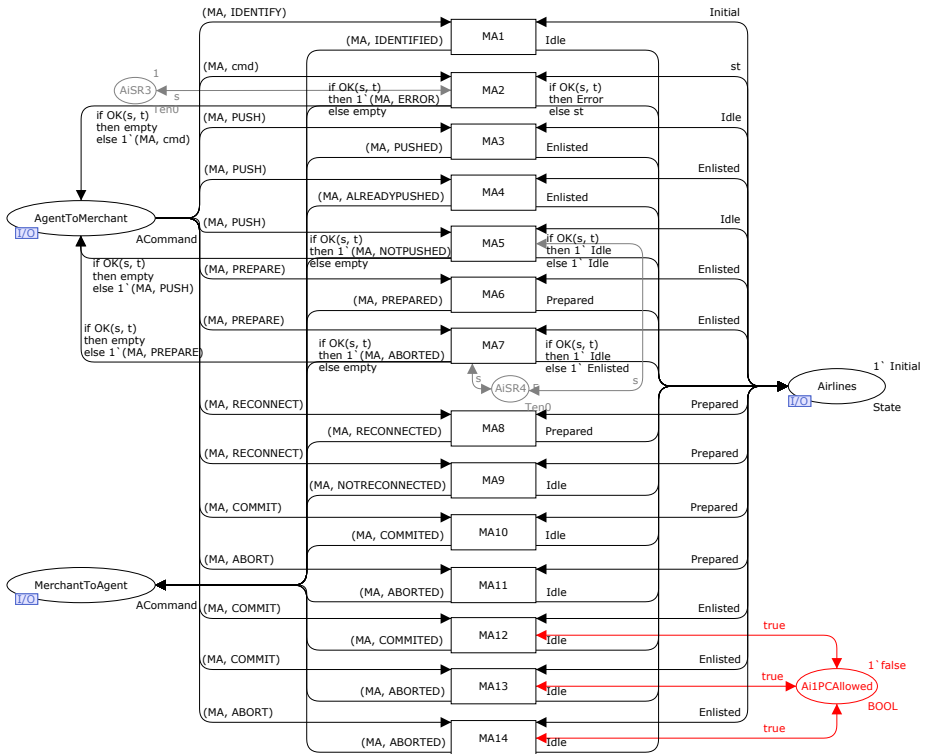 (MA, IDENTIFY)
Initial
MA1
(MA, IDENTIFIED)
Idle
(MA, cmd)
st
1
AiSR3
s
Ten0
if OK(s, t)
then 1`(MA, ERROR)
else empty
MA2
if OK(s, t)
then Error
else st
if OK(s, t)
then empty
else 1`(MA, cmd)
(MA, PUSH)
Idle
MA3
(MA, PUSHED)
Enlisted
(MA, PUSH)
Enlisted
MA4
(MA, ALREADYPUSHED)
Enlisted
AgentToMerchant
I/O
ACommand
(MA, PUSH)
Idle
MA5
if OK(s, t)
then 1`(MA, NOTPUSHED)
else empty
if OK(s, t)
then 1` Idle
else 1` Idle
if OK(s, t)
then empty
else 1`(MA, PUSH)
(MA, PREPARE)
Enlisted
MA6
(MA, PREPARED)
Prepared
(MA, PREPARE)
Enlisted
if OK(s, t)
then empty
else 1`(MA, PREPARE)
MA7
if OK(s, t)
then 1`(MA, ABORTED)
else empty
if OK(s, t)
then 1` Idle
else 1` Enlisted
s
AiSR4
s
Ten0
1` Initial
Airlines
I/O
State
(MA, RECONNECT)
Prepared
MA8
(MA, RECONNECTED)
Prepared
(MA, RECONNECT)
Prepared
MA9
(MA, NOTRECONNECTED)
Idle
(MA, COMMIT)
Prepared
MA10
(MA, COMMITED)
Idle
(MA, ABORT)
Prepared
MA11
(MA, ABORTED)
Idle
MerchantToAgent
I/O
ACommand
(MA, COMMIT)
Enlisted
MA12
true
(MA, COMMITED)
Idle
(MA, COMMIT)
Enlisted
1`false
MA13
true
Ai1PCAllowed
BOOL
(MA, ABORTED)
Idle
(MA, ABORT)
Enlisted
MA14
true
(MA, ABORTED)
Idle